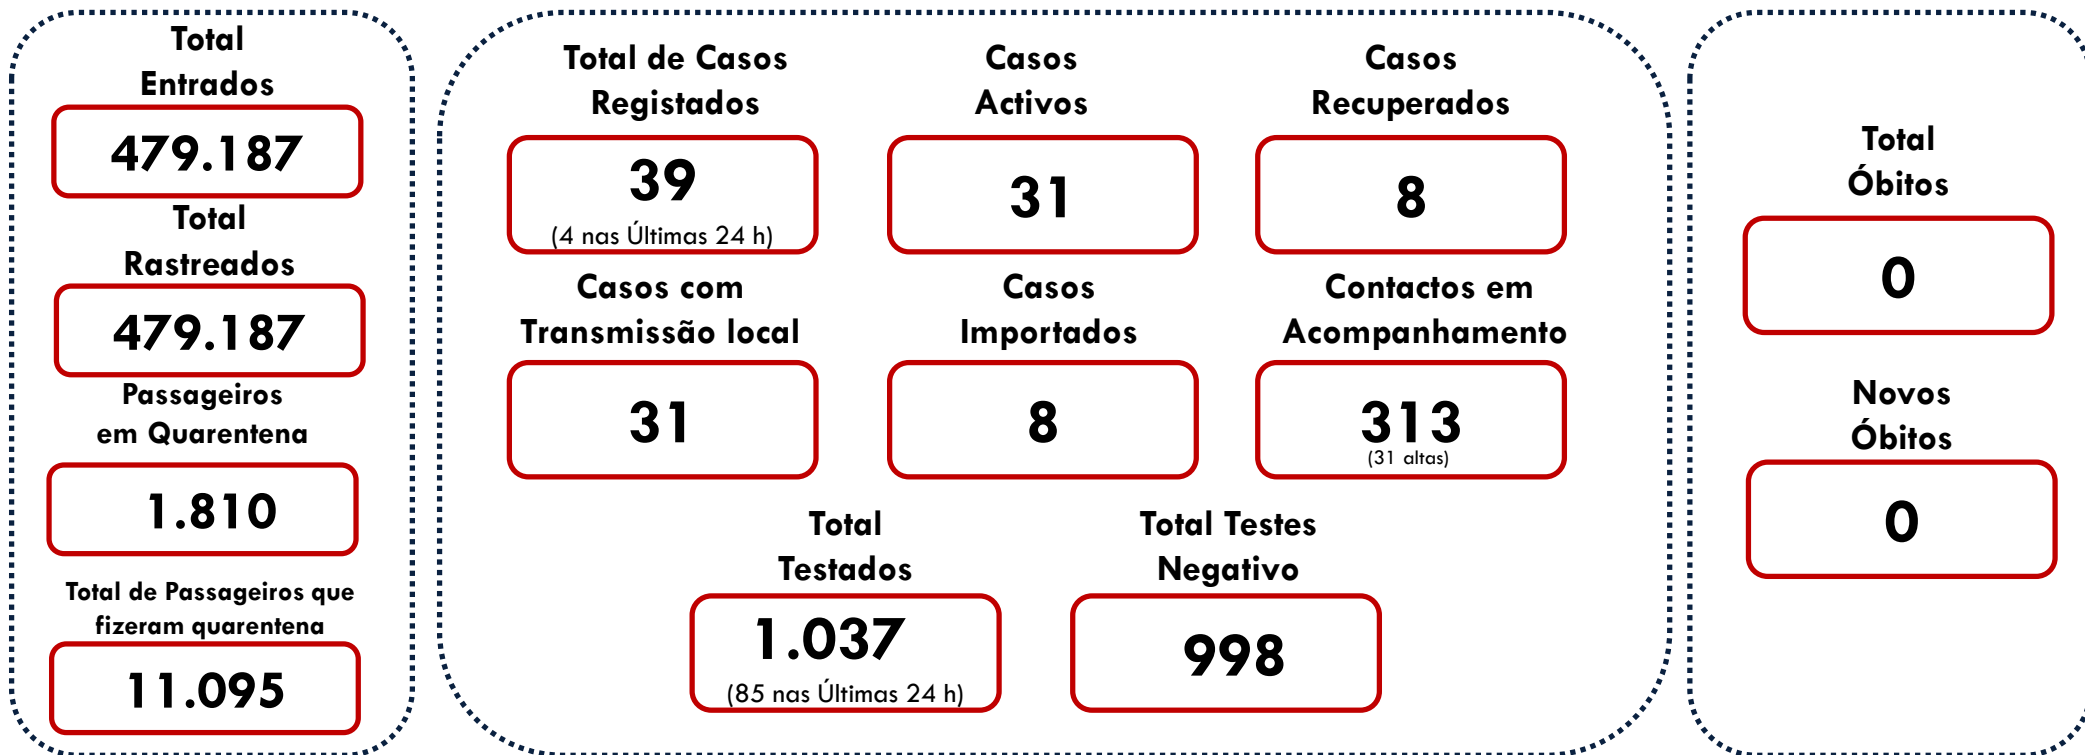 Total
Entrados
479.187
Total
Rastreados
479.187
Passageiros
em Quarentena
1.810
Total de Passageiros que
fizeram quarentena
11.095
Total de Casos
Registados
39
(4 nas Últimas 24 h)
Casos
Activos
31
Casos
Recuperados
8
Casos com
Transmissão local
31
Casos
Importados
8
Contactos em
Acompanhamento
313
(31 altas)
Total
Testados
1.037
(85 nas Últimas 24 h)
Total Testes
Negativo
998
Total
Óbitos
0
Novos
Óbitos
0